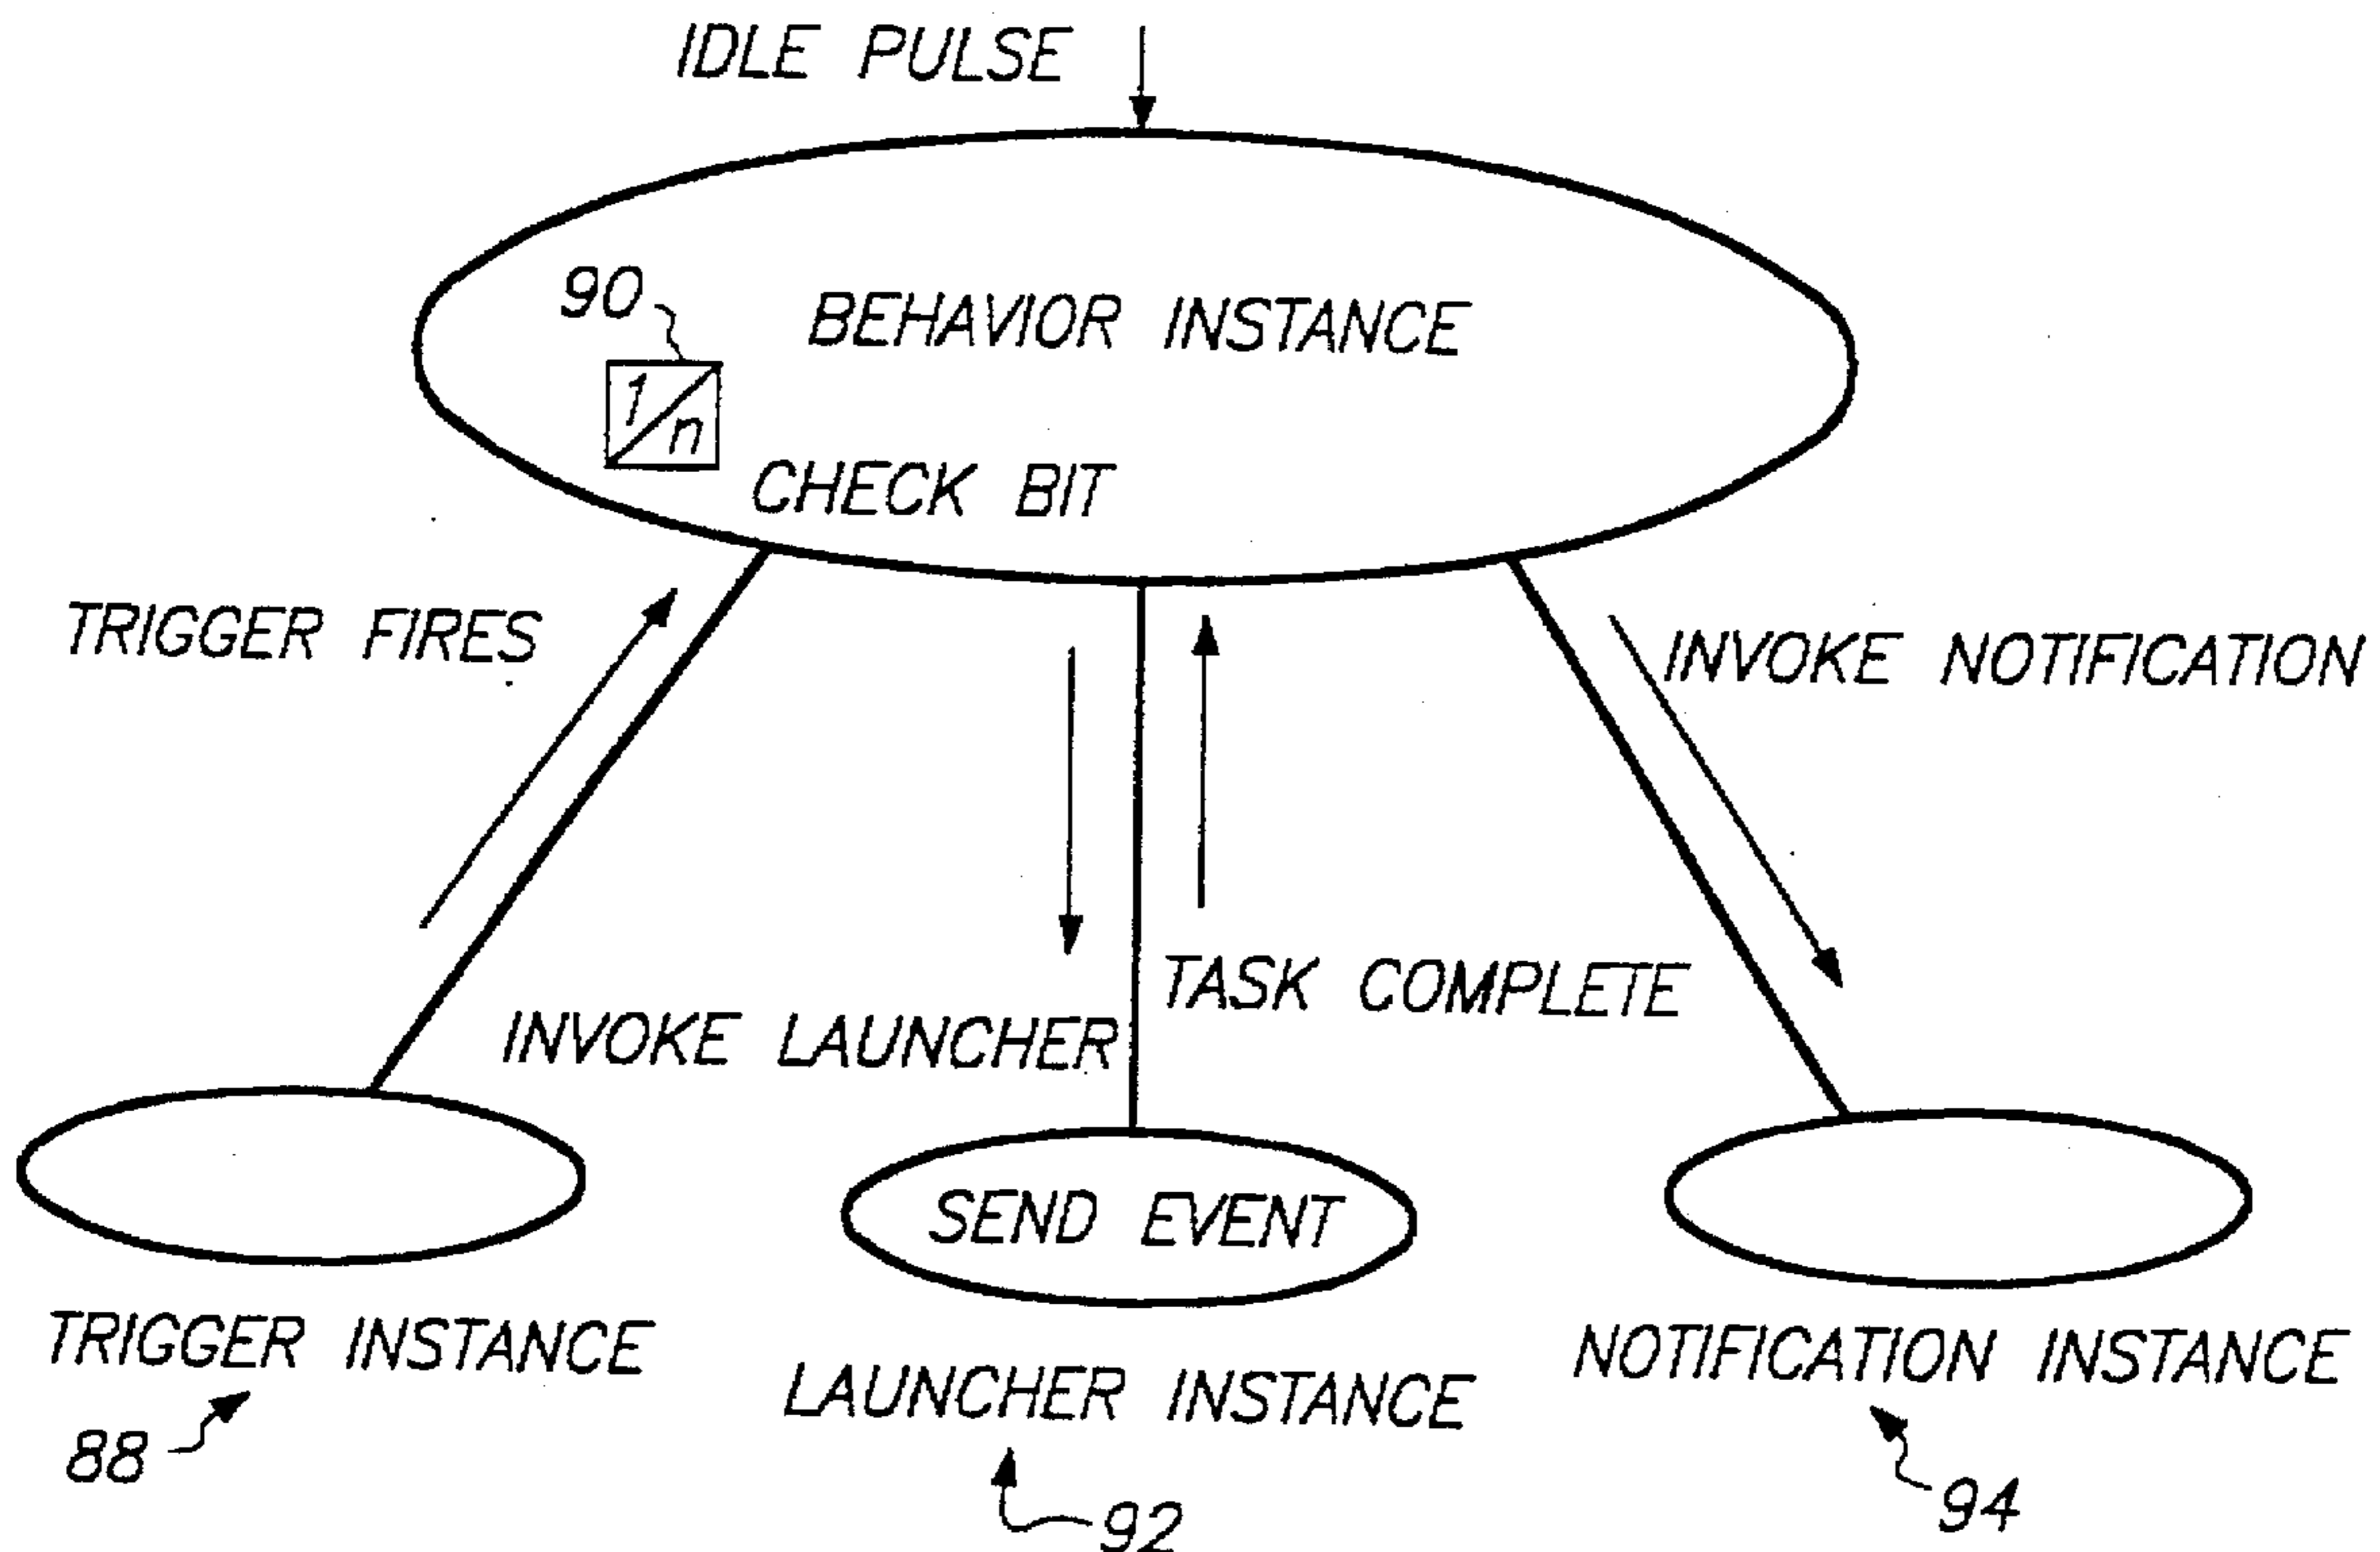 IDLE PULSE
90
BEHAVIOR INSTANCE
1/n
CHECK BIT
TRIGGER FIRES
INVOKE NOTIFICATION
TASK COMPLETE
INVOKE LAUNCHER
SEND EVENT
TRIGGER INSTANCE
NOTIFICATION INSTANCE
LAUNCHER INSTANCE
88
94
92